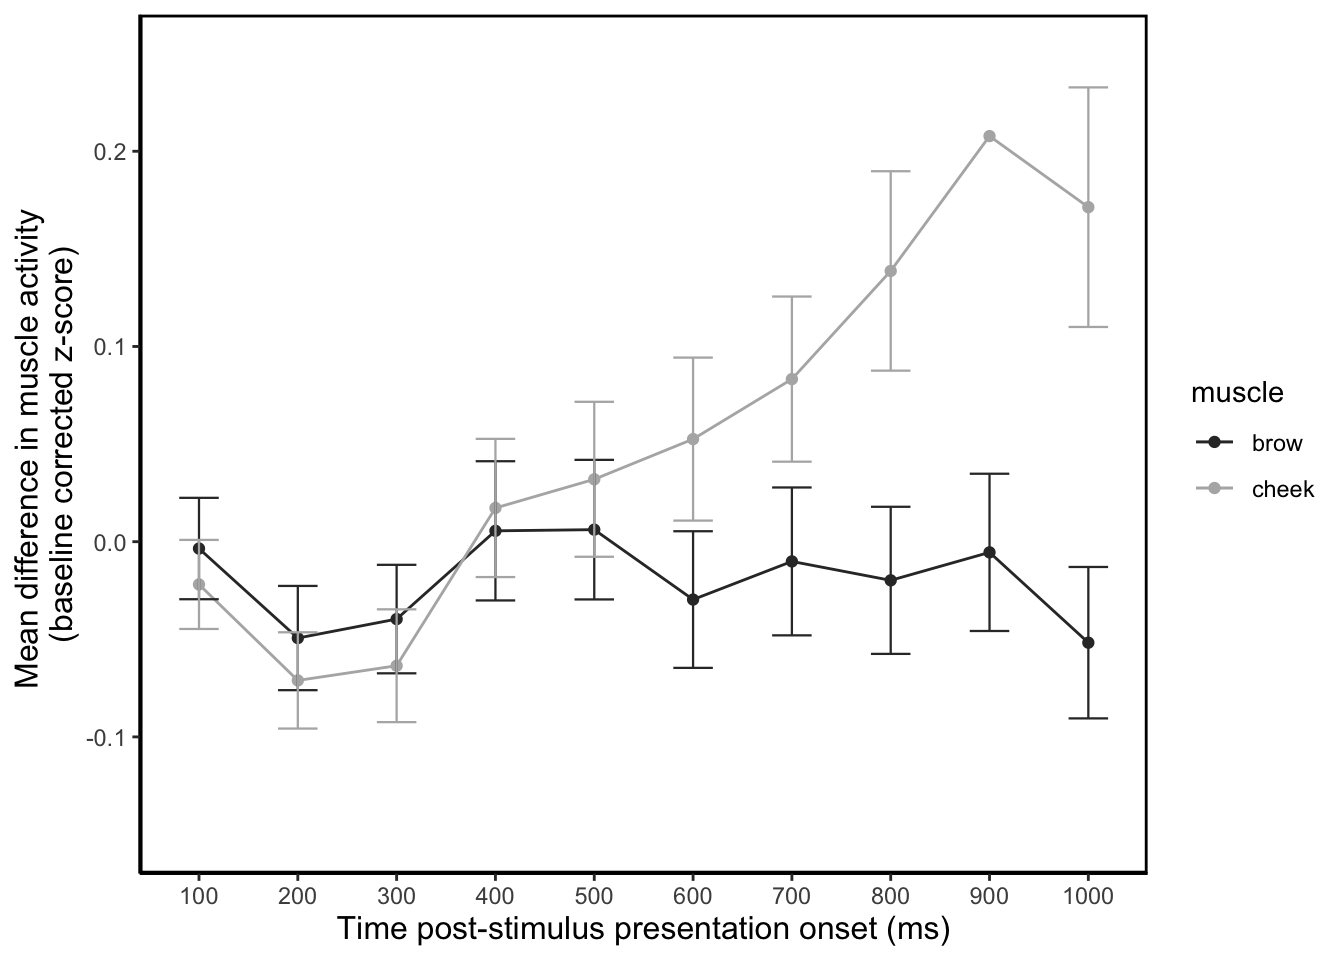 Mean difference in muscle activity
(baseline corrected z-score)
0.2
0.1
0.0
-0.1
100 200 300 400 500 600 700 800 900 1000
Time post-stimulus presentation onset (ms)
muscle
brow
cheek